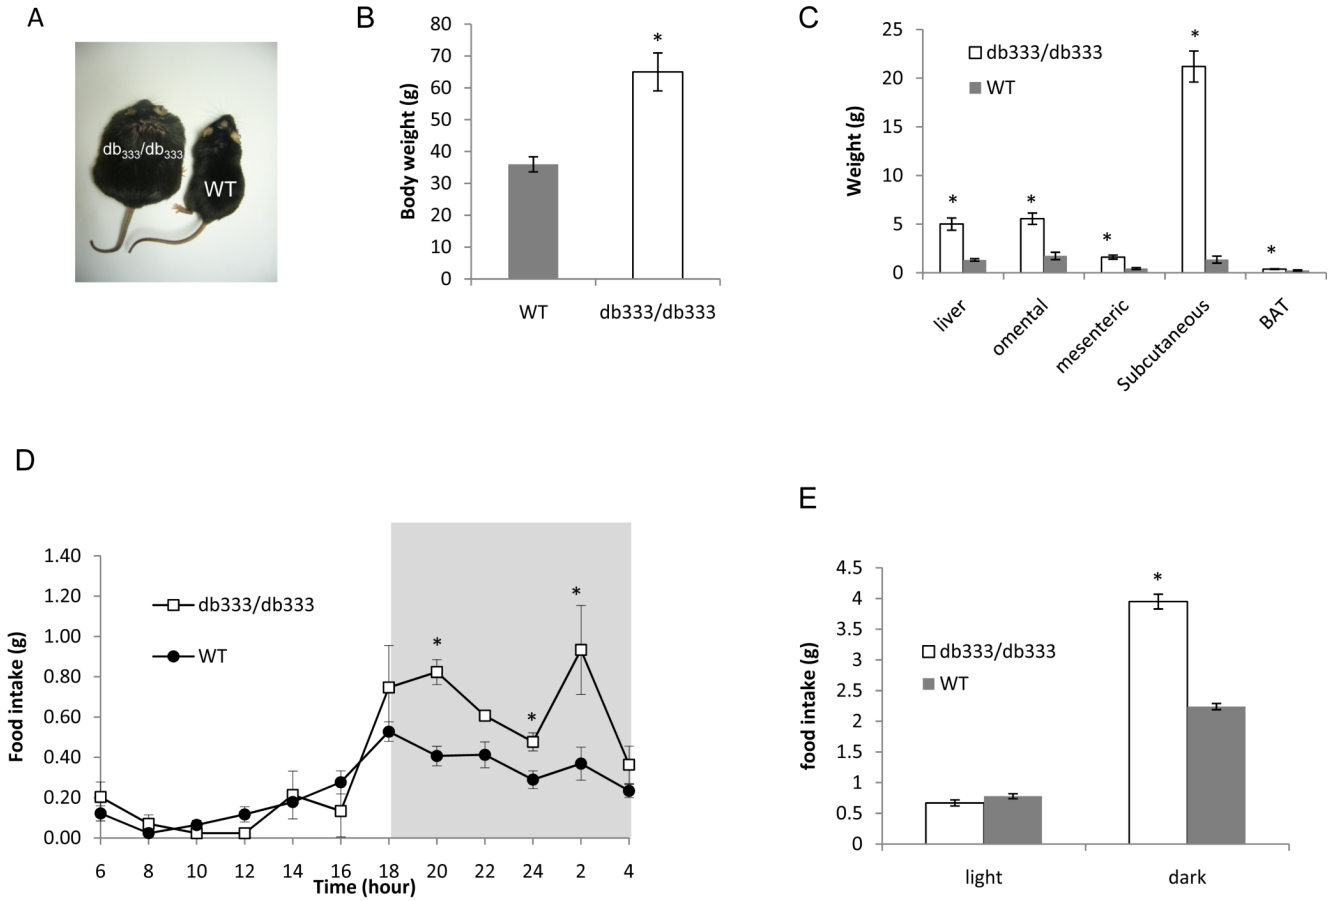 A
db333/db333
WT
B
Body weight (g)
80
70
60
50
40
30
20
10
0
*
WT
db333/db333
C
Weight (g)
25
20
15
10
5
0
db333/db333
WT
*
*
*
*
*
liver
omental
mesenteric
Subcutaneous
BAT
D
Food intake (g)
1.40
1.20
1.00
0.80
0.60
0.40
0.20
0.00
db333/db333
WT
*
*
*
6 8 10 12 14 16 18 20 22 24 2 4
Time (hour)
E
food intake (g)
4.5
4
3.5
3
2.5
2
1.5
1
0.5
0
db333/db333
WT
*
light
dark